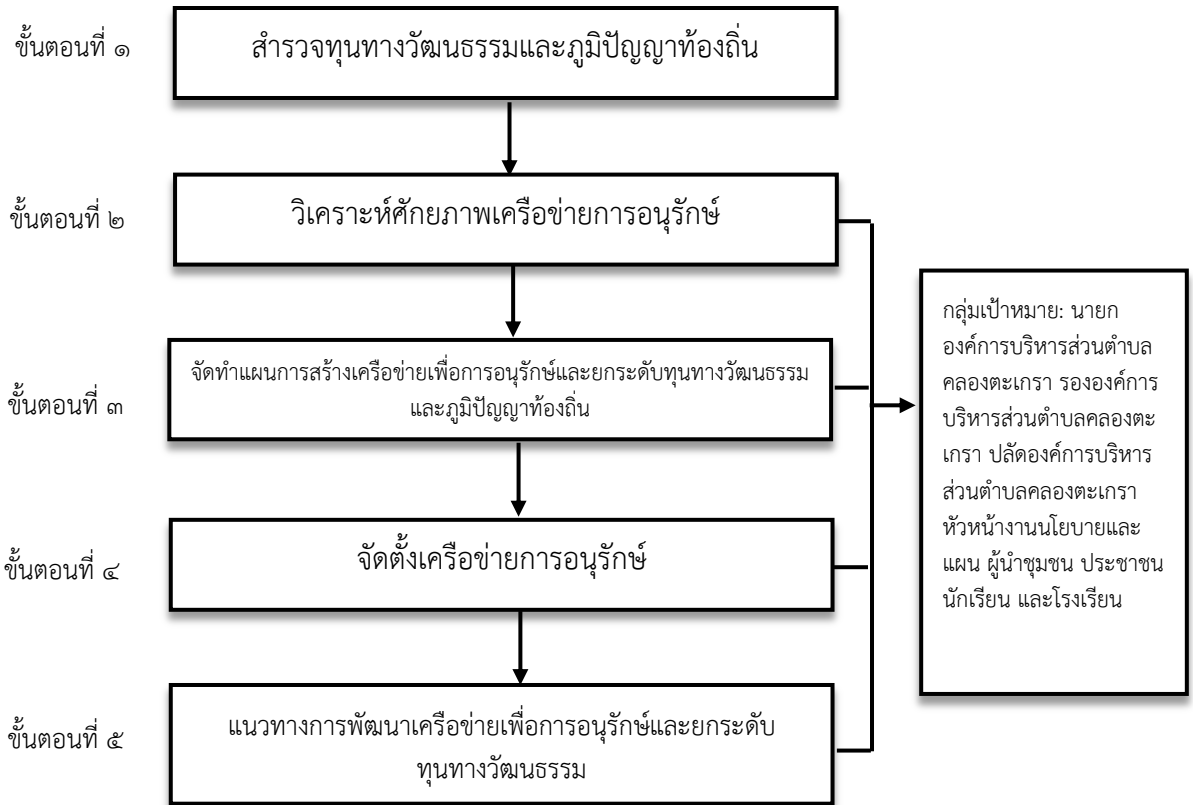 ขั้นตอนที่ ๑
สำรวจทุนทางวัฒนธรรมและภูมิปัญญาท้องถิ่น
ขั้นตอนที่ ๒
วิเคราะห์ศักยภาพเครือข่ายการอนุรักษ์
ขั้นตอนที่ ๓
จัดทำแผนการสร้างเครือข่ายเพื่อการอนุรักษ์และยกระดับทุนทางวัฒนธรรม
และภูมิปัญญาท้องถิ่น
ขั้นตอนที่ ๔
จัดตั้งเครือข่ายการอนุรักษ์
ขั้นตอนที่ ๕
แนวทางการพัฒนาเครือข่ายเพื่อการอนุรักษ์และยกระดับ
ทุนทางวัฒนธรรม
กลุ่มเป้าหมาย: นายก
องค์การบริหารส่วนตำบล
คลองตะเกรา รององค์การ
บริหารส่วนตำบลคลองตะ
เกรา ปลัดองค์การบริหาร
ส่วนตำบลคลองตะเกรา
หัวหน้างานนโยบายและ
แผน ผู้นำชุมชน ประชาชน
นักเรียน และโรงเรียน